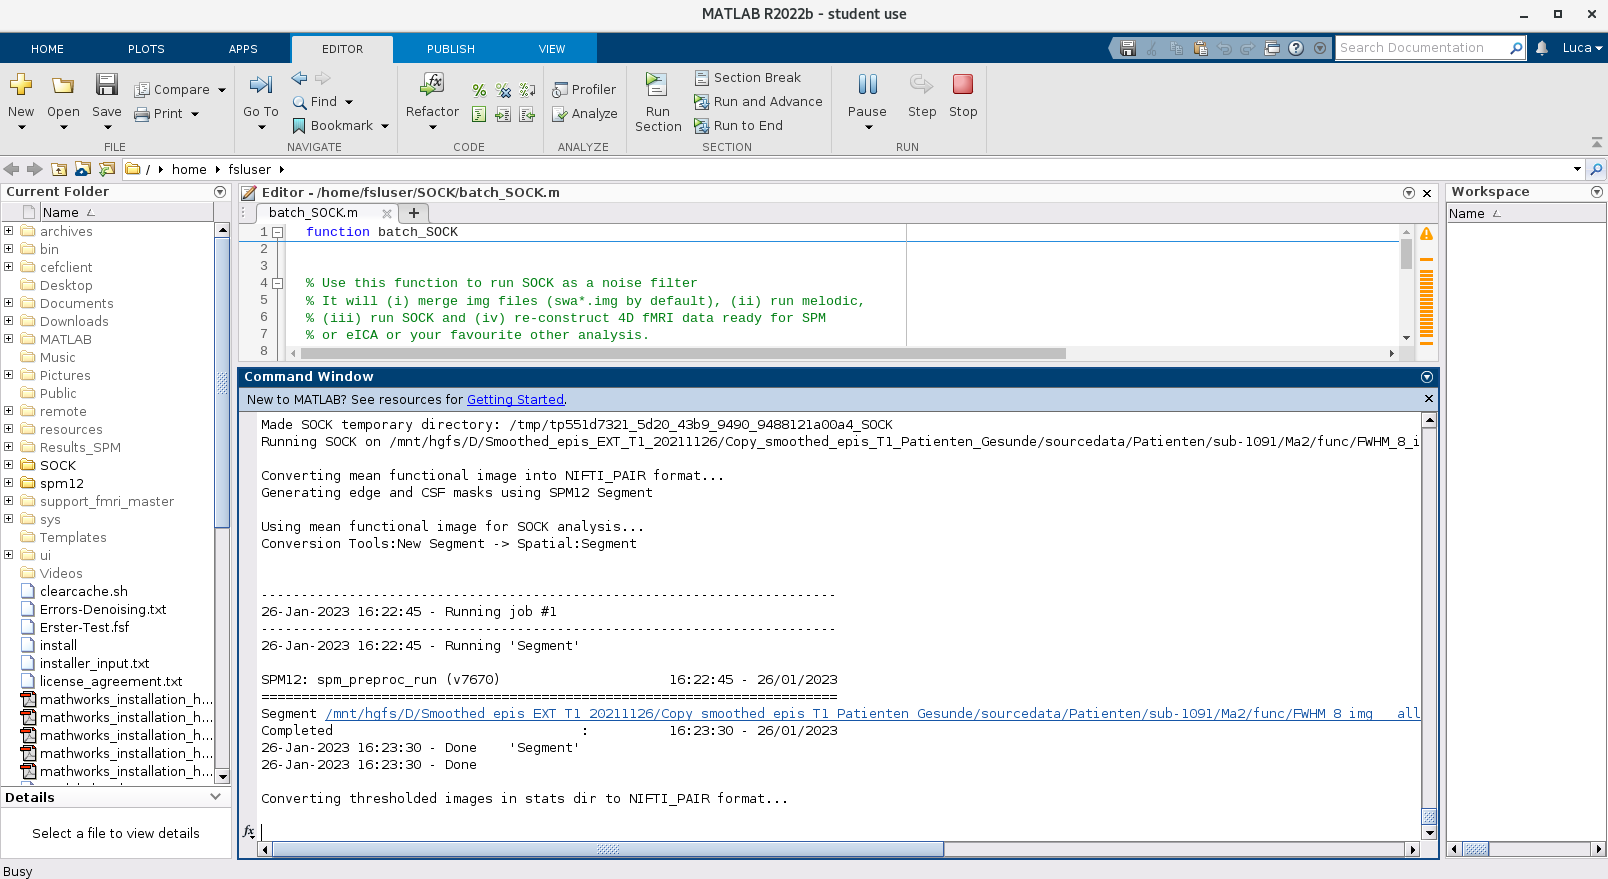 MATLAB R2022b - student use
HOME PLOTS APPS EDITOR PUBLISH VIEW
Search Documentation
Luca
New Open Save Compare Print
FILE
Go To Find Bookmark
NAVIGATE
Refactor
CODE
Profiler
Analyze
ANALYZE
Run Section
Section Break
Run and Advance
Run to End
SECTION
Pause Step Stop
RUN
/ home fsluser
Current Folder
Name
archives
bin
cefclient
Desktop
Documents
Downloads
MATLAB
Music
Pictures
Public
remote
resources
Results_SPM
SOCK
spm12
support_fmri_master
sys
Templates
ui
Videos
clearcache.sh
Errors-Denoising.txt
Erster-Test.fsf
install
installer_input.txt
license_agreement.txt
mathworks_installation_h...
mathworks_installation_h...
mathworks_installation_h...
mathworks_installation_h...
mathworks_installation_h...
Details
Select a file to view details
Busy
Editor - /home/fsluser/SOCK/batch_SOCK.m
batch_SOCK.m
1 function batch_SOCK
2
3
4 % Use this function to run SOCK as a noise filter
5 % It will (i) merge img files (swa*.img by default), (ii) run melodic,
6 % (iii) run SOCK and (iv) re-construct 4D fMRI data ready for SPM
7 % or eICA or your favourite other analysis.
8
Command Window
New to MATLAB? See resources for Getting Started.
Made SOCK temporary directory: /tmp/tp551d7321_5d20_43b9_9490_9488121a00a4_SOCK
Running SOCK on /mnt/hgfs/D/Smoothed_epis_EXT_T1_20211126/Copy_smoothed_epis_T1_Patienten_Gesunde/sourcedata/Patienten/sub-1091/Ma2/func/FWHM_8_i
Converting mean functional image into NIFTI_PAIR format...
Generating edge and CSF masks using SPM12 Segment
Using mean functional image for SOCK analysis...
Conversion Tools:New Segment -> Spatial:Segment
------------------------------------------------------------------------
26-Jan-2023 16:22:45 - Running job #1
------------------------------------------------------------------------
26-Jan-2023 16:22:45 - Running 'Segment'
SPM12: spm_preproc_run (v7670) 16:22:45 - 26/01/2023
========================================================================
Segment /mnt/hgfs/D/Smoothed_epis_EXT_T1_20211126/Copy_smoothed_epis_T1_Patienten_Gesunde/sourcedata/Patienten/sub-1091/Ma2/func/FWHM_8_img___all
Completed : 16:23:30 - 26/01/2023
26-Jan-2023 16:23:30 - Done 'Segment'
26-Jan-2023 16:23:30 - Done
Converting thresholded images in stats dir to NIFTI_PAIR format...
fx
Workspace
Name